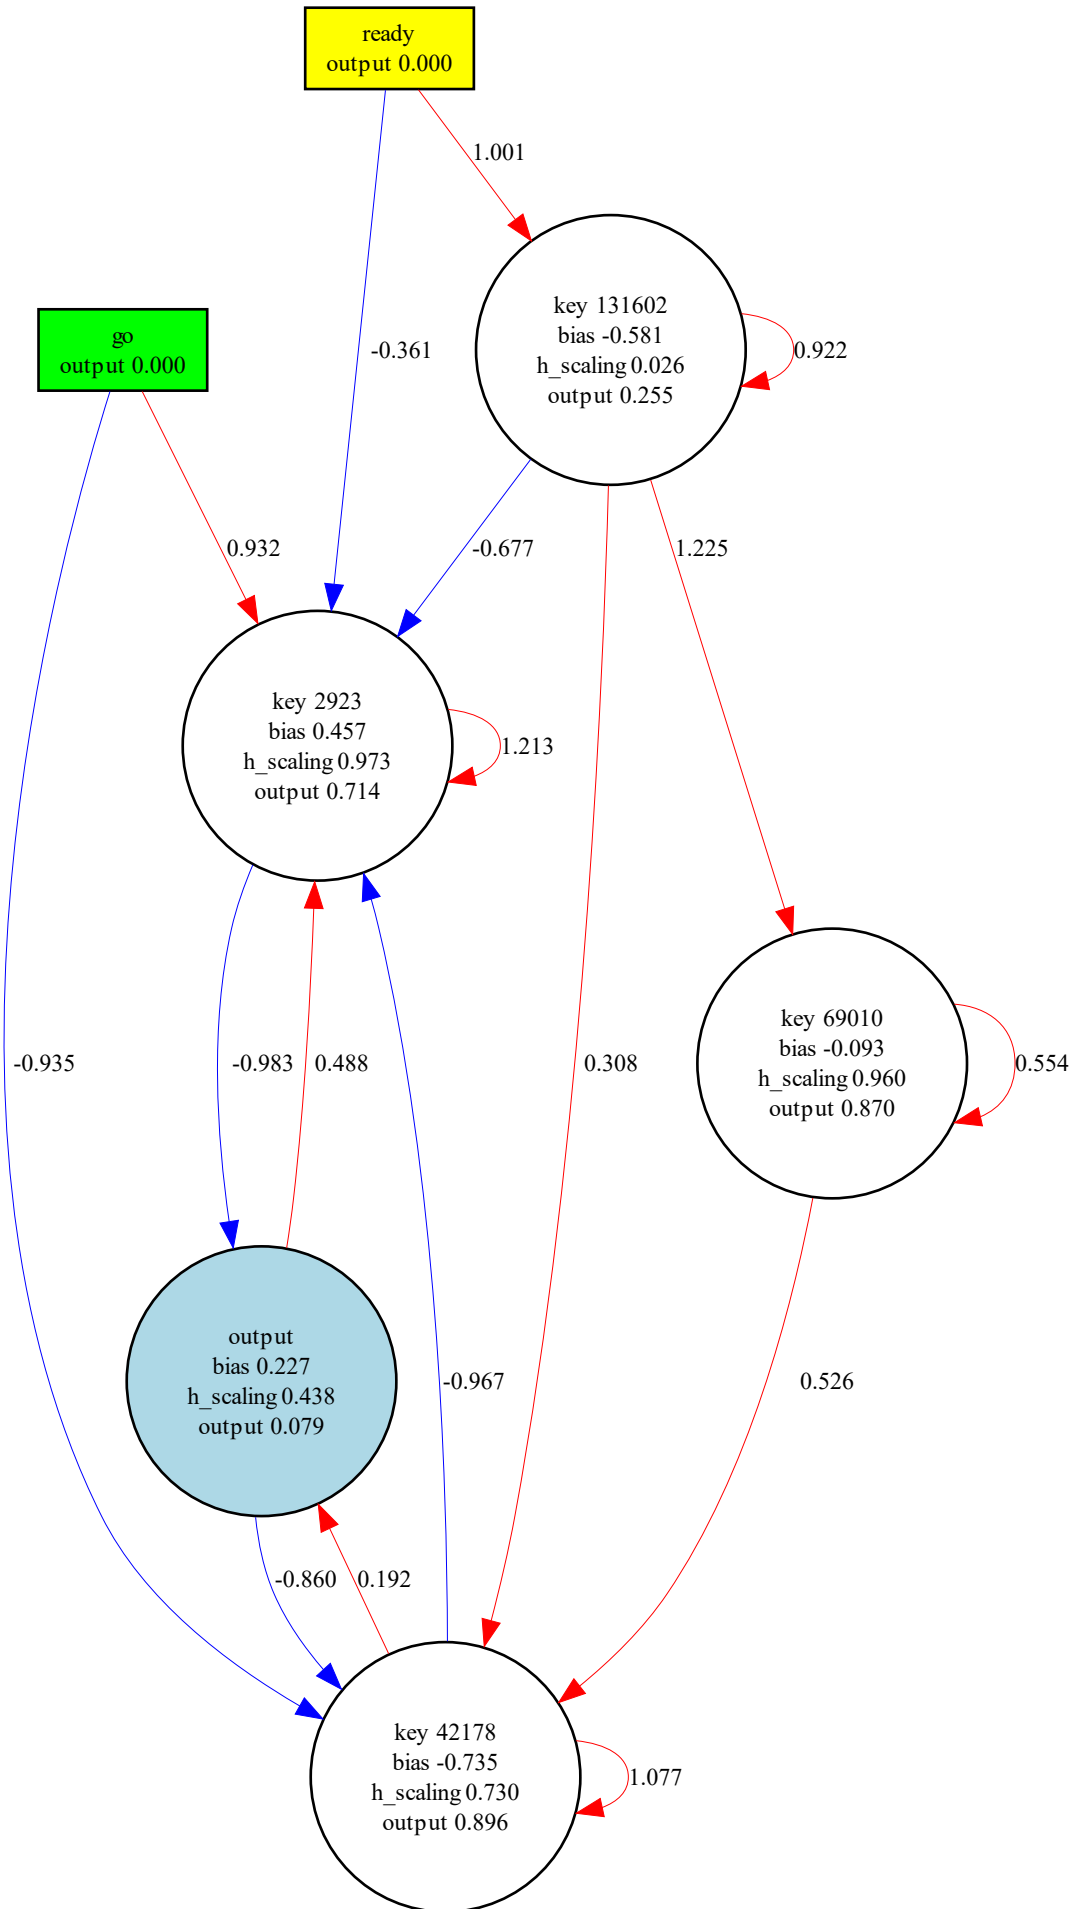 ready
output 0.000
1.001
key 131602
bias -0.581
h_scaling 0.026
output 0.255
0.922
go
output 0.000
-0.361
0.932
-0.677
1.225
key 2923
bias 0.457
h_scaling 0.973
output 0.714
1.213
key 69010
bias -0.093
h_scaling 0.960
output 0.870
0.554
-0.935
-0.983
0.488
0.308
output
bias 0.227
h_scaling 0.438
output 0.079
-0.967
0.526
-0.860
0.192
key 42178
bias -0.735
h_scaling 0.730
output 0.896
1.077